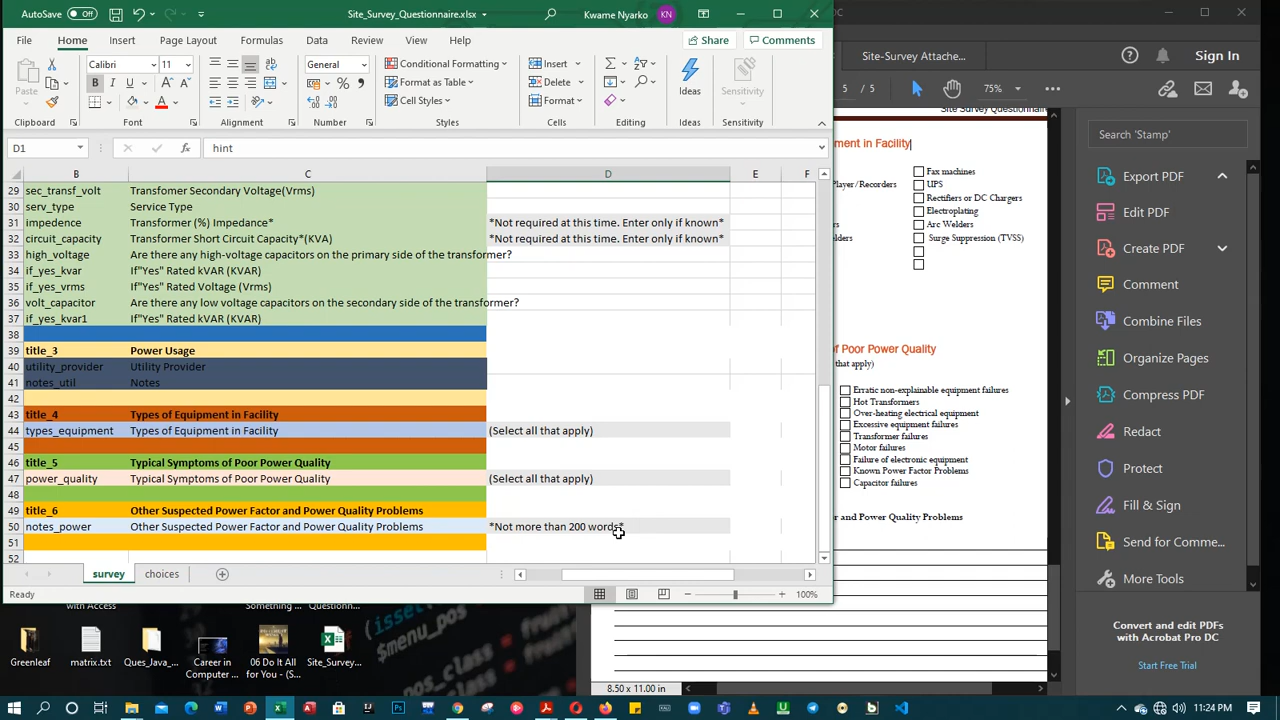 AutoSave Off Site_Survey_Questionnaire.xlsx Kwame Nyarko KN
File Home Insert Page Layout Formulas Data Review View Help Share Comments
Paste Calibri 11 General Conditional Formatting Insert
B I U Format as Table Delete Ideas Sensitivity
Cell Styles Format
Clipboard Font Alignment Number Styles Cells Editing Ideas Sensitivity
D1 hint
B C D E F
29 sec_transf_volt Transfomer Secondary Voltage(Vrms)
30 serv_type Service Type
31 impedence Transformer (%) Impedance* *Not required at this time. Enter only if known*
32 circuit_capacity Transformer Short Circuit Capacity*(KVA) *Not required at this time. Enter only if known*
33 high_voltage Are there any high-voltage capacitors on the primary side of the transformer?
34 if_yes_kvar If"Yes" Rated kVAR (KVAR)
35 if_yes_vrms If"Yes" Rated Voltage (Vrms)
36 volt_capacitor Are there any low voltage capacitors on the secondary side of the transformer?
37 if_yes_kvar1 If"Yes" Rated kVAR (KVAR)
38
39 title_3 Power Usage
40 utility_provider Utility Provider
41 notes_util Notes
42
43 title_4 Types of Equipment in Facility
44 types_equipment Types of Equipment in Facility (Select all that apply)
45
46 title_5 Typical Symptoms of Poor Power Quality
47 power_quality Typical Symptoms of Poor Power Quality (Select all that apply)
48
49 title_6 Other Suspected Power Factor and Power Quality Problems
50 notes_power Other Suspected Power Factor and Power Quality Problems *Not more than 200 words*
51
52
survey choices
Ready 100%
DC
Site-Survey Attache... Sign In
5 / 5 75%
Site Survey Questionnaire
ment in Facility
Player/Recorders Fax machines
UPS
Rectifiers or DC Chargers
Electroplating
rs Arc Welders
lders Surge Suppression (TVSS)
of Poor Power Quality
that apply)
Erratic non-explainable equipment failures
Hot Transformers
Over-heating electrical equipment
Excessive equipment failures
Transformer failures
Motor failures
Failure of electronic equipment
Known Power Factor Problems
Capacitor failures
r and Power Quality Problems
8.50 x 11.00 in
Search 'Stamp'
Export PDF
Edit PDF
Create PDF
Comment
Combine Files
Organize Pages
Compress PDF
Redact
Protect
Fill & Sign
Send for Comme...
More Tools
Convert and edit PDFs
with Acrobat Pro DC
Start Free Trial
with Access Something ... Questionn...
(isset(
$menu_pos
_class =
Greenleaf matrix.txt Ques_Java_... Career in 06 Do It All Site_Survey
Computer ... for You - (S...
11:24 PM